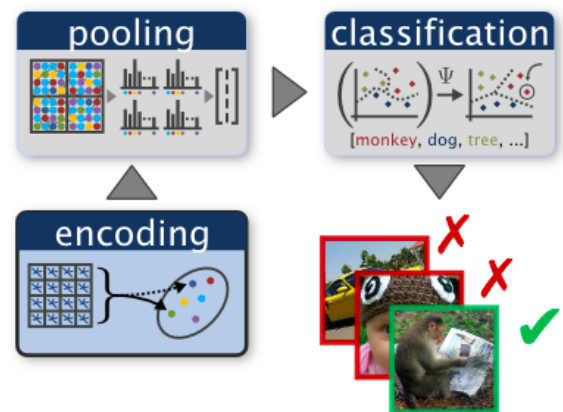 pooling
classification
Ψ
[monkey, dog, tree, ...]
encoding